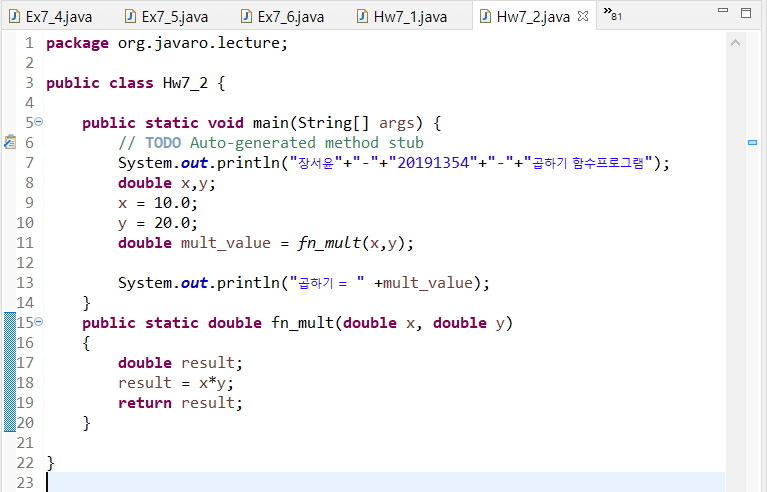 Ex7_4.java Ex7_5.java Ex7_6.java Hw7_1.java Hw7_2.java »81
1 package org.javaro.lecture;
2
3 public class Hw7_2 {
4
5 public static void main(String[] args) {
6 // TODO Auto-generated method stub
7 System.out.println("장서윤"+"-"+"20191354"+"-"+"곱하기 함수프로그램");
8 double x,y;
9 x = 10.0;
10 y = 20.0;
11 double mult_value = fn_mult(x,y);
12
13 System.out.println("곱하기 = " +mult_value);
14 }
15 public static double fn_mult(double x, double y)
16 {
17 double result;
18 result = x*y;
19 return result;
20 }
21
22 }
23